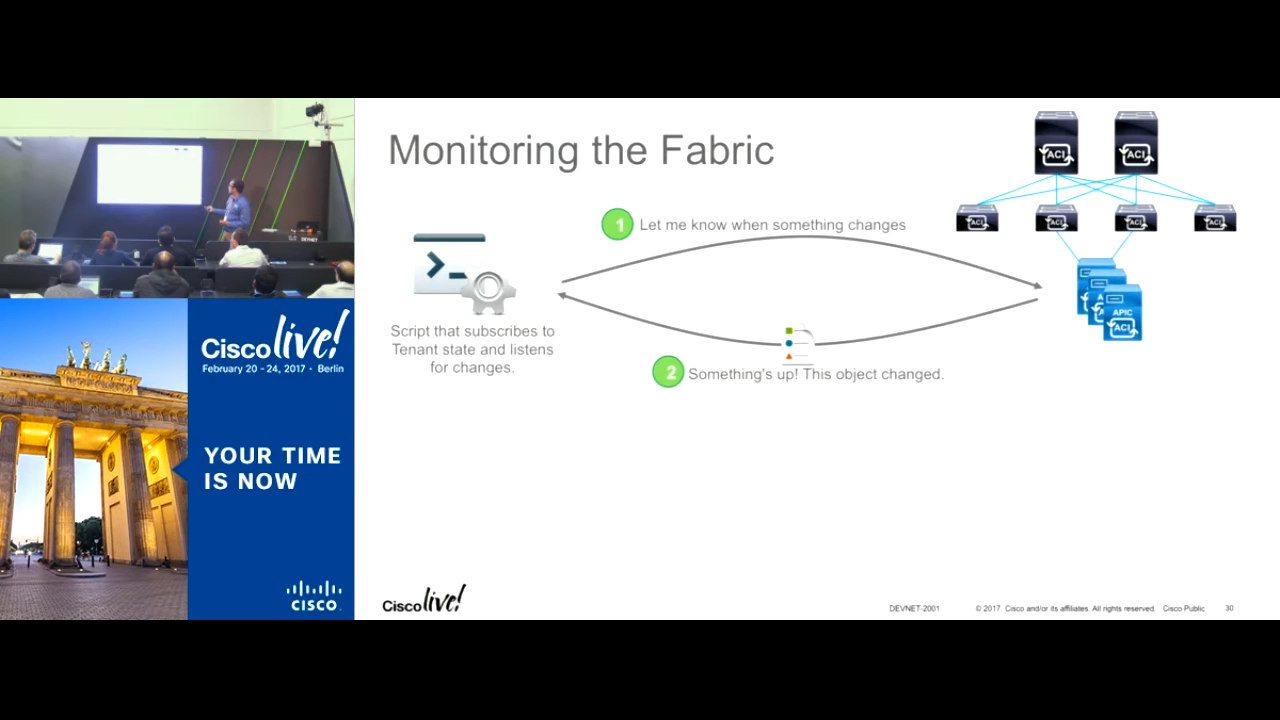 Monitoring the Fabric
1 Let me know when something changes
Script that subscribes to
Tenant state and listens
for changes.
2 Something's up! This object changed.
ACI
ACI
ACI
ACI
ACI
ACI
APIC
ACI
DEVNET
Cisco live!
February 20 - 24, 2017 • Berlin
YOUR TIME
IS NOW
CISCO
Cisco live!
DEVNET-2001 © 2017 Cisco and/or its affiliates. All rights reserved. Cisco Public 30